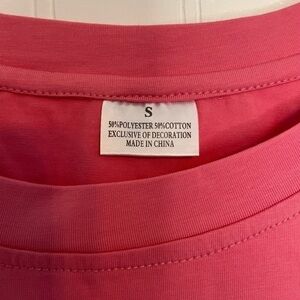 S
50%POLYESTER 50%COTTON
EXCLUSIVE OF DECORATION
MADE IN CHINA